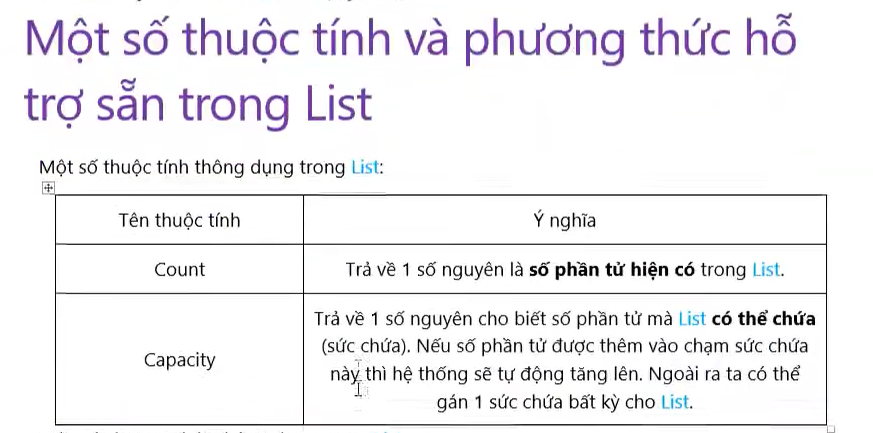 Một số thuộc tính và phương thức hỗ
trợ sẵn trong List
Một số thuộc tính thông dụng trong List:
Tên thuộc tính
Ý nghĩa
Count
Trả về 1 số nguyên là số phần tử hiện có trong List.
Capacity
Trả về 1 số nguyên cho biết số phần tử mà List có thể chứa
(sức chứa). Nếu số phần tử được thêm vào chạm sức chứa
này thì hệ thống sẽ tự động tăng lên. Ngoài ra ta có thể
gán 1 sức chứa bất kỳ cho List.